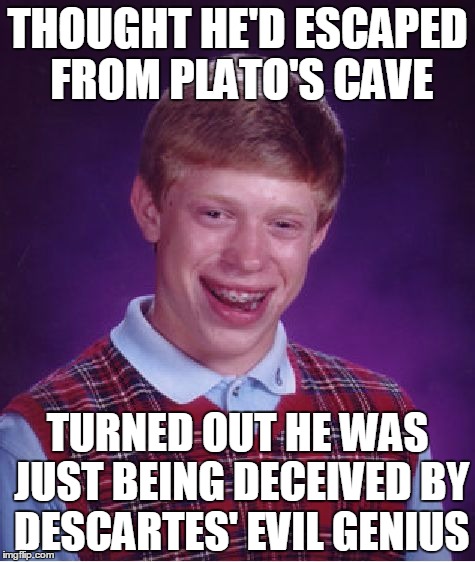 THOUGHT HE'D ESCAPED
FROM PLATO'S CAVE
TURNED OUT HE WAS
JUST BEING DECEIVED BY
DESCARTES' EVIL GENIUS
imgflip.com